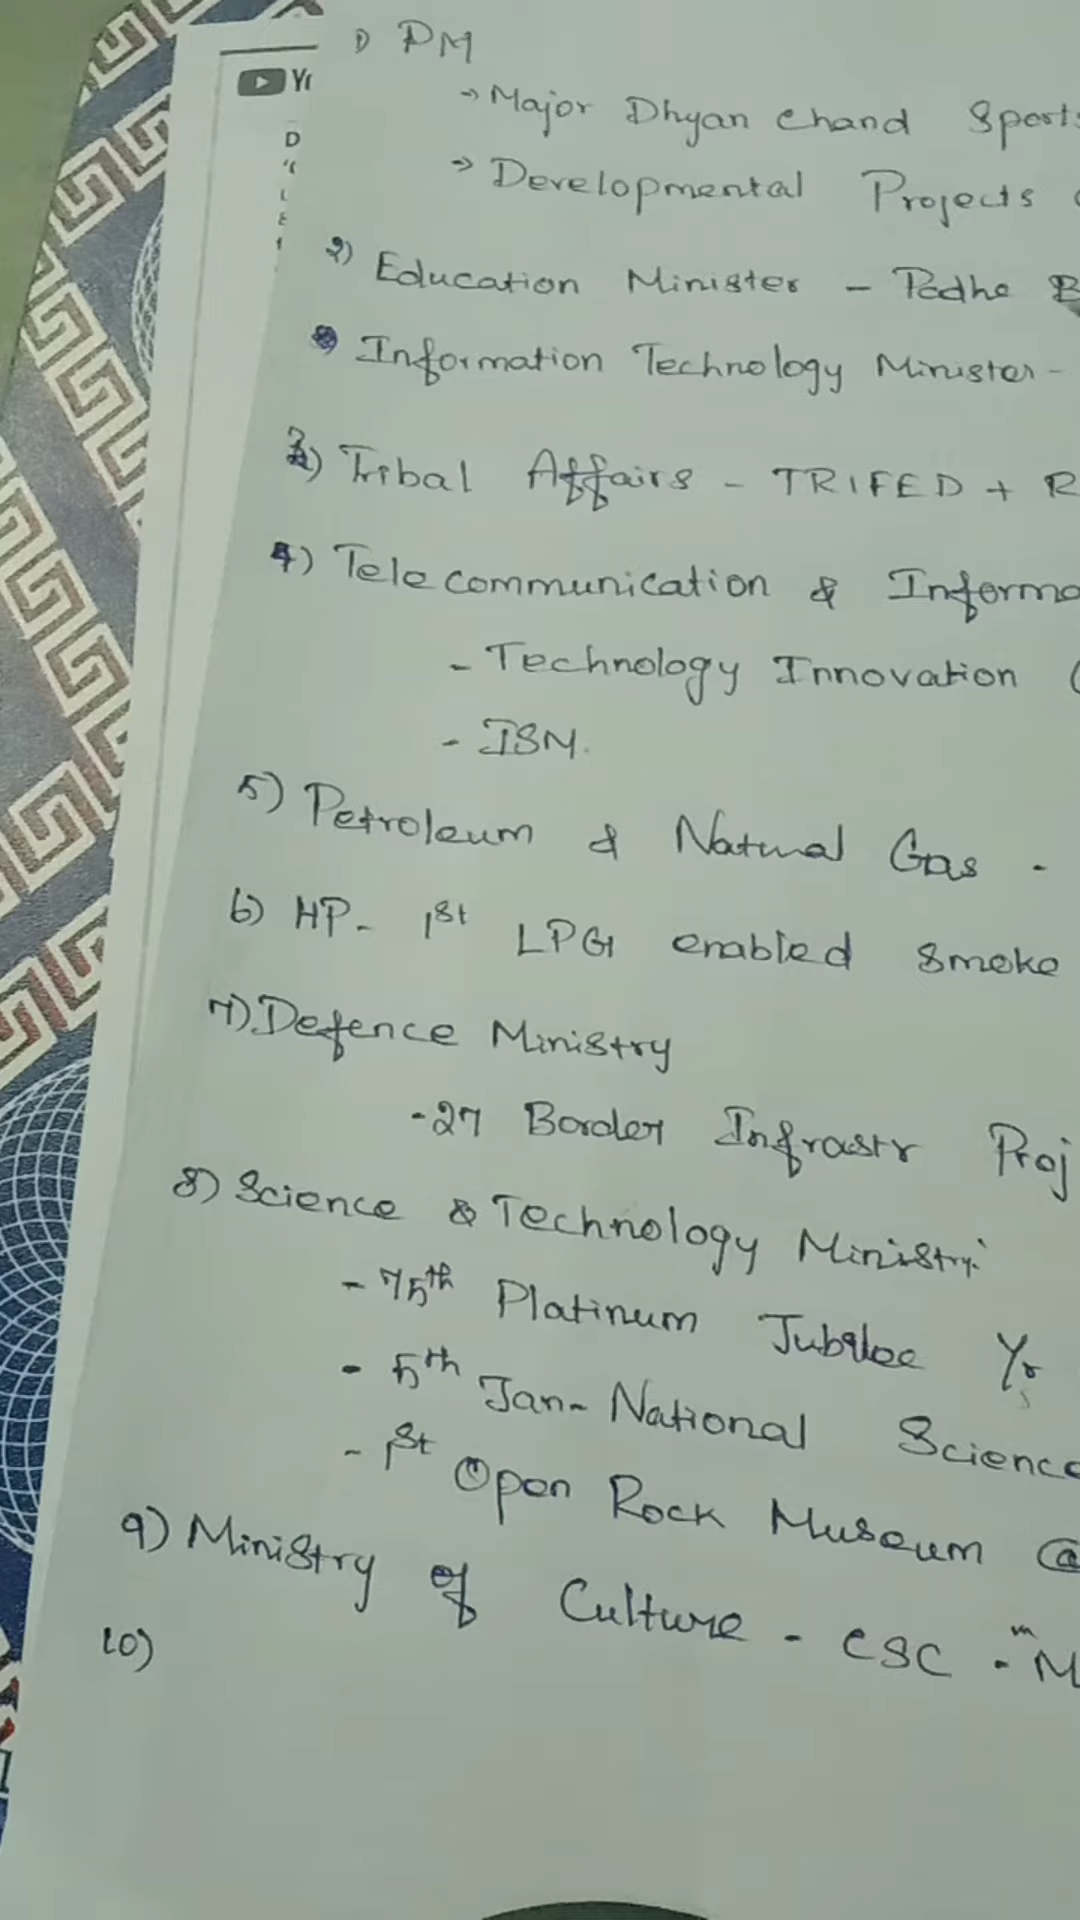 1) PM
→ Major Dhyan Chand Sports
→ Developmental Projects
2) Education Minister - Padhe B
Information Technology Minister -
3) Tribal Affairs - TRIFED + R
4) Telecommunication & Informa
- Technology Innovation
- ISM.
5) Petroleum & Natural Gas -
6) HP - 1st LPG enabled Smoke
7) Defence Ministry
- 27 Border Infrastr Proj
8) Science & Technology Ministry
- 75th Platinum Jubilee Yr
- 5th Jan - National Science
- 1st Open Rock Museum @
9) Ministry of Culture - CSC - "M
10)